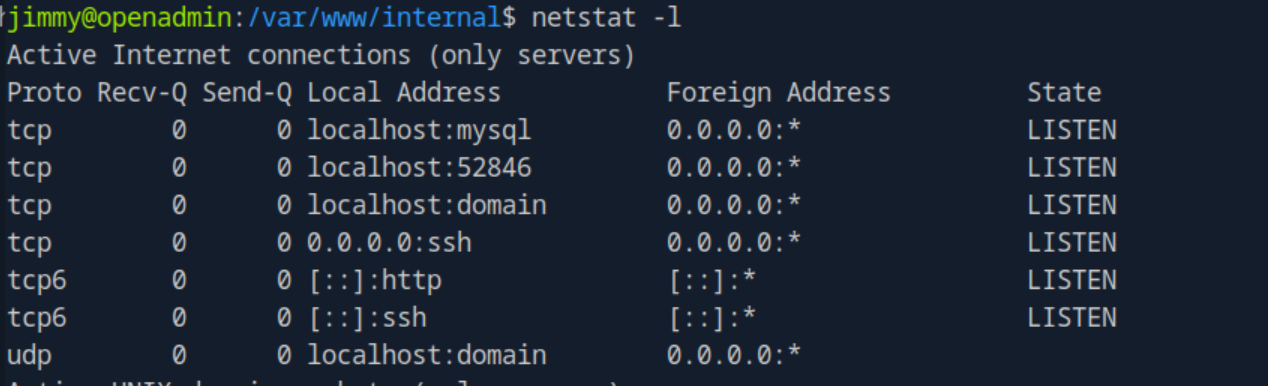 jimmy@openadmin:/var/www/internal$ netstat -l
Active Internet connections (only servers)
Proto Recv-Q Send-Q Local Address           Foreign Address         State
tcp        0      0 localhost:mysql         0.0.0.0:*               LISTEN
tcp        0      0 localhost:52846         0.0.0.0:*               LISTEN
tcp        0      0 localhost:domain        0.0.0.0:*               LISTEN
tcp        0      0 0.0.0.0:ssh             0.0.0.0:*               LISTEN
tcp6       0      0 [::]:http               [::]:*                  LISTEN
tcp6       0      0 [::]:ssh                [::]:*                  LISTEN
udp        0      0 localhost:domain        0.0.0.0:*